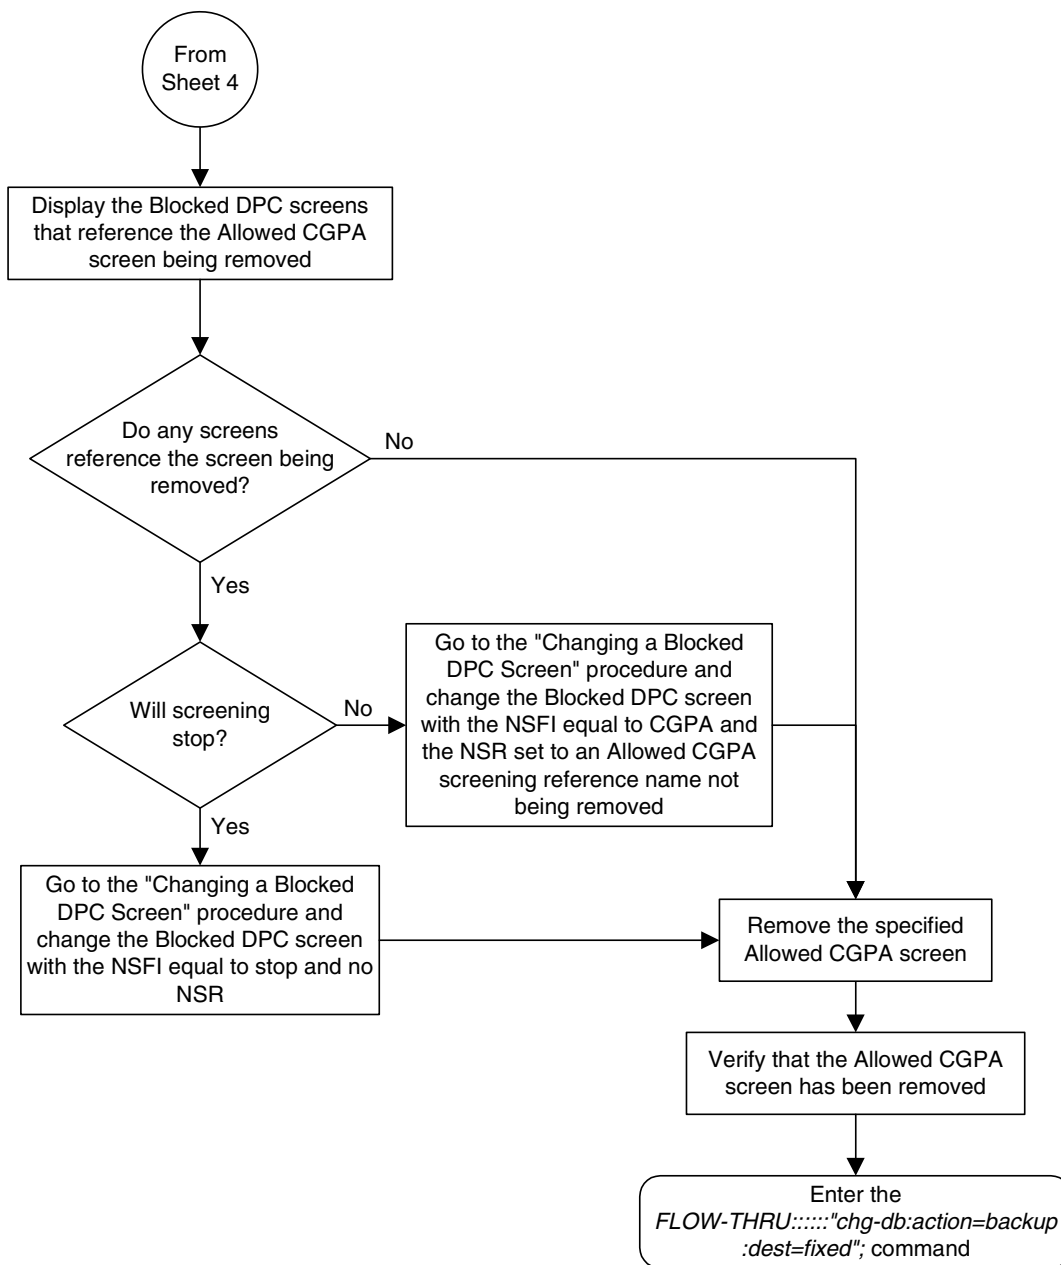 From
Sheet 4
Display the Blocked DPC screens
that reference the Allowed CGPA
screen being removed
Do any screens
reference the screen being
removed?
No
Yes
Will screening
stop?
No
Go to the "Changing a Blocked
DPC Screen" procedure and
change the Blocked DPC screen
with the NSFI equal to CGPA and
the NSR set to an Allowed CGPA
screening reference name not
being removed
Yes
Go to the "Changing a Blocked
DPC Screen" procedure and
change the Blocked DPC screen
with the NSFI equal to stop and no
NSR
Remove the specified
Allowed CGPA screen
Verify that the Allowed CGPA
screen has been removed
Enter the
FLOW-THRU::::::"chg-db:action=backup
:dest=fixed"; command